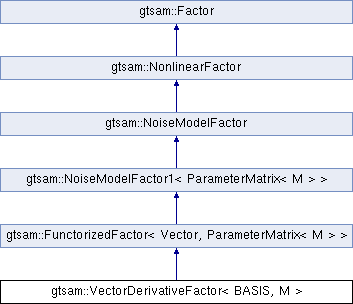 gtsam::Factor
gtsam::NonlinearFactor
gtsam::NoiseModelFactor
gtsam::NoiseModelFactor1< ParameterMatrix< M > >
gtsam::FunctorizedFactor< Vector, ParameterMatrix< M > >
gtsam::VectorDerivativeFactor< BASIS, M >